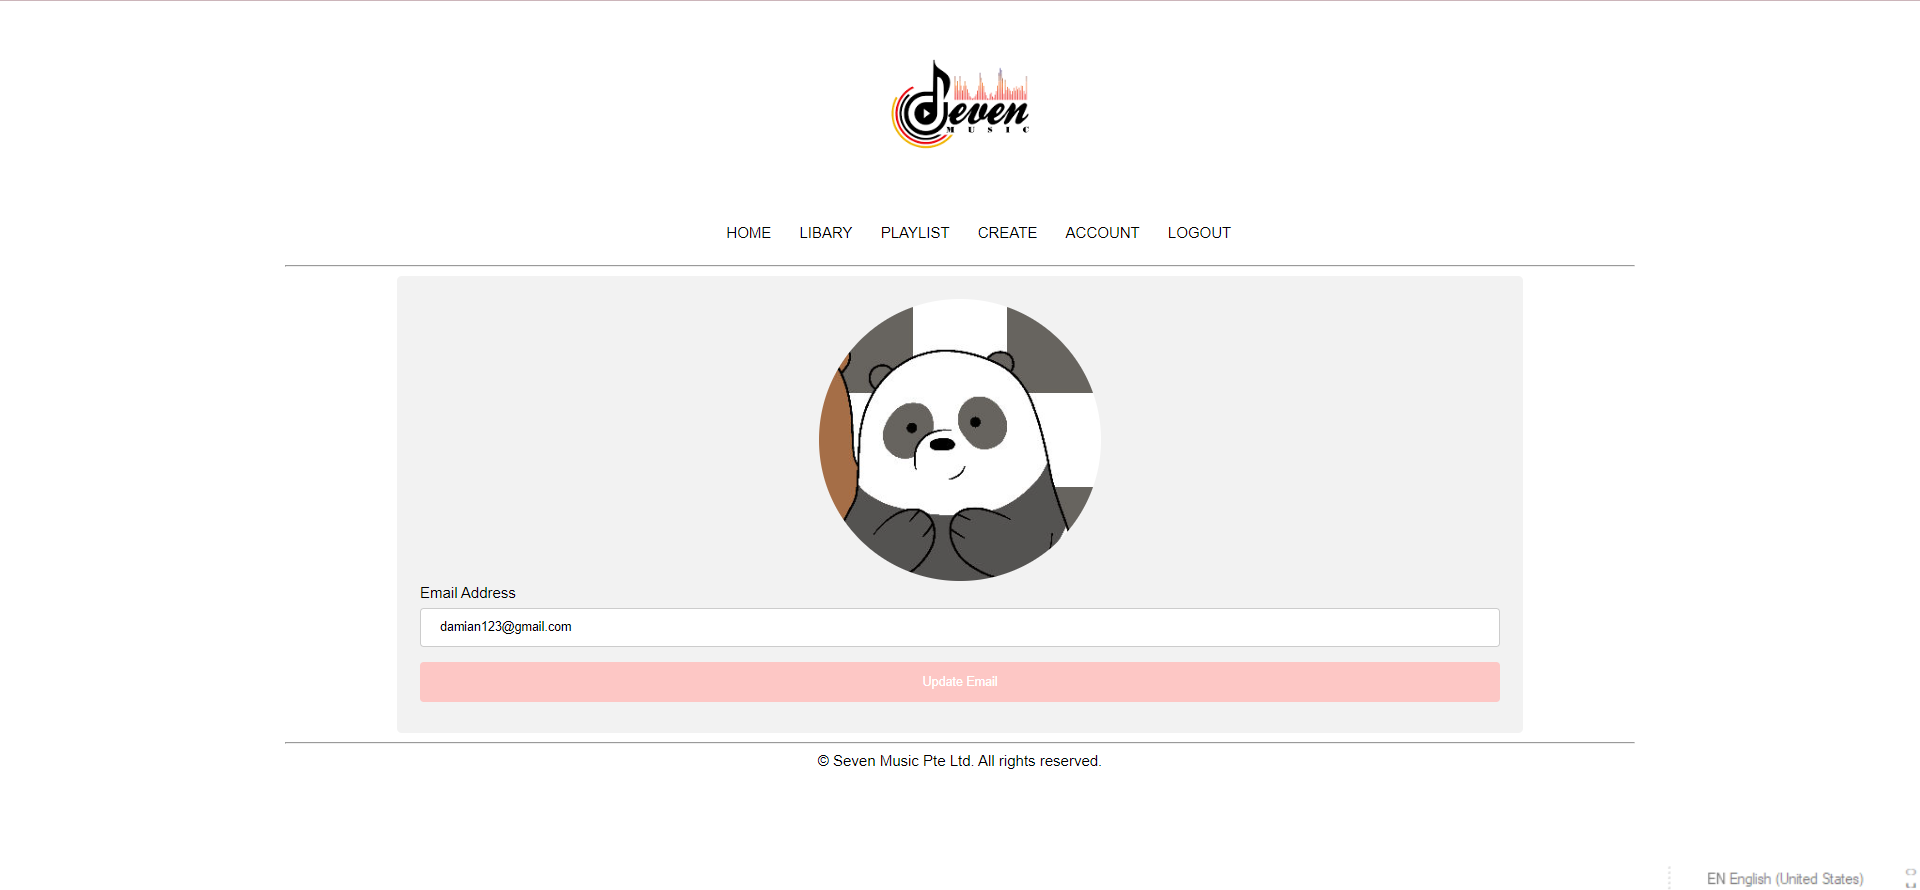 Seven
MUSIC
HOME LIBARY PLAYLIST CREATE ACCOUNT LOGOUT
Email Address
damian123@gmail.com
Update Email
© Seven Music Pte Ltd. All rights reserved.
EN English (United States)